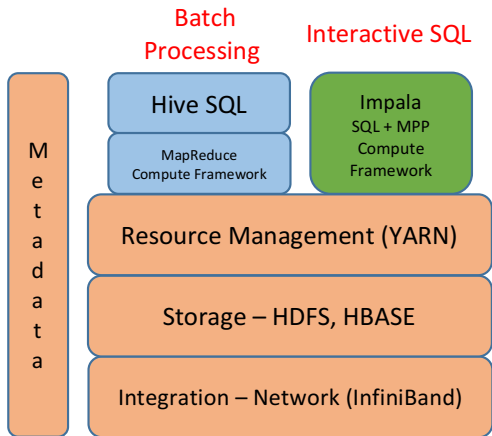 Batch
Processing
Interactive SQL
Metadata
Hive SQL
MapReduce
Compute Framework
Impala
SQL + MPP
Compute
Framework
Resource Management (YARN)
Storage – HDFS, HBASE
Integration – Network (InfiniBand)